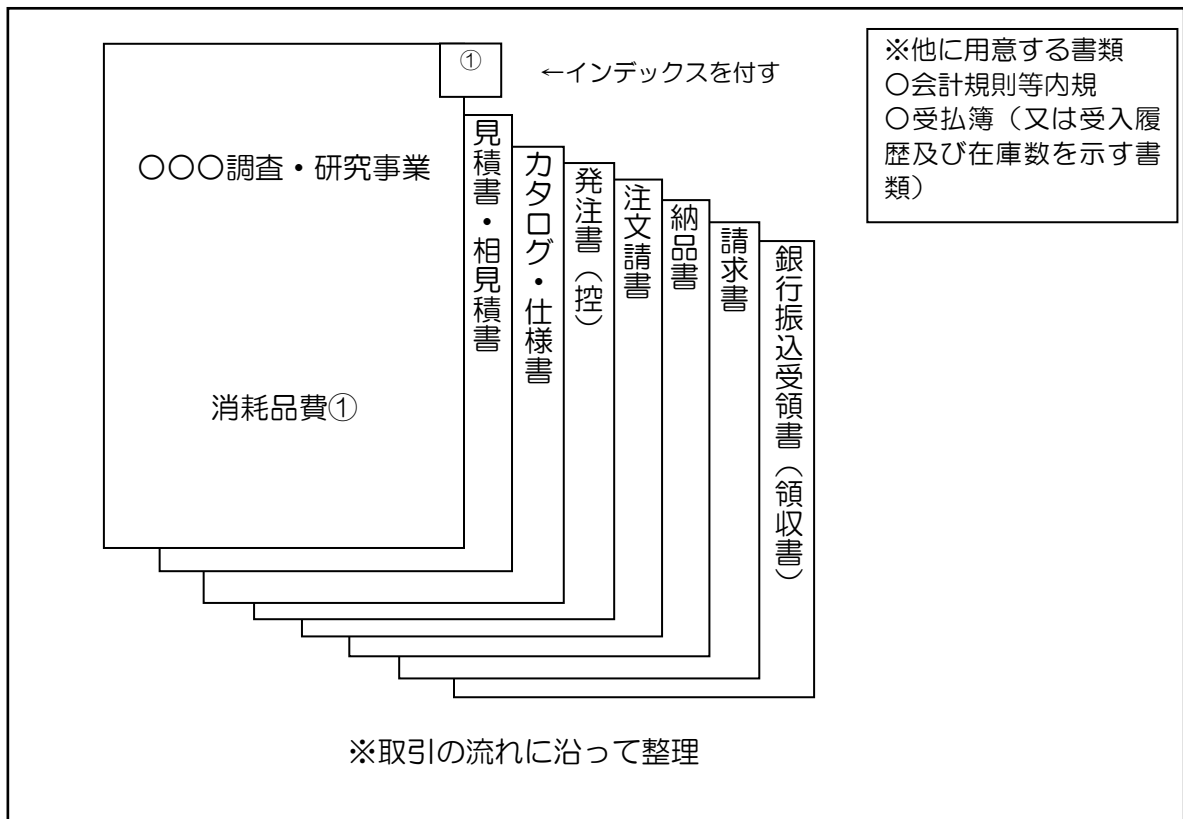 ①
←インデックスを付す
〇〇〇調査・研究事業
消耗品費①
見積書・相見積書
カタログ・仕様書
発注書（控）
注文請書
納品書
請求書
銀行振込受領書（領収書）
※他に用意する書類
〇会計規則等内規
〇受払簿（又は受入履
歴及び在庫数を示す書
類）
※取引の流れに沿って整理